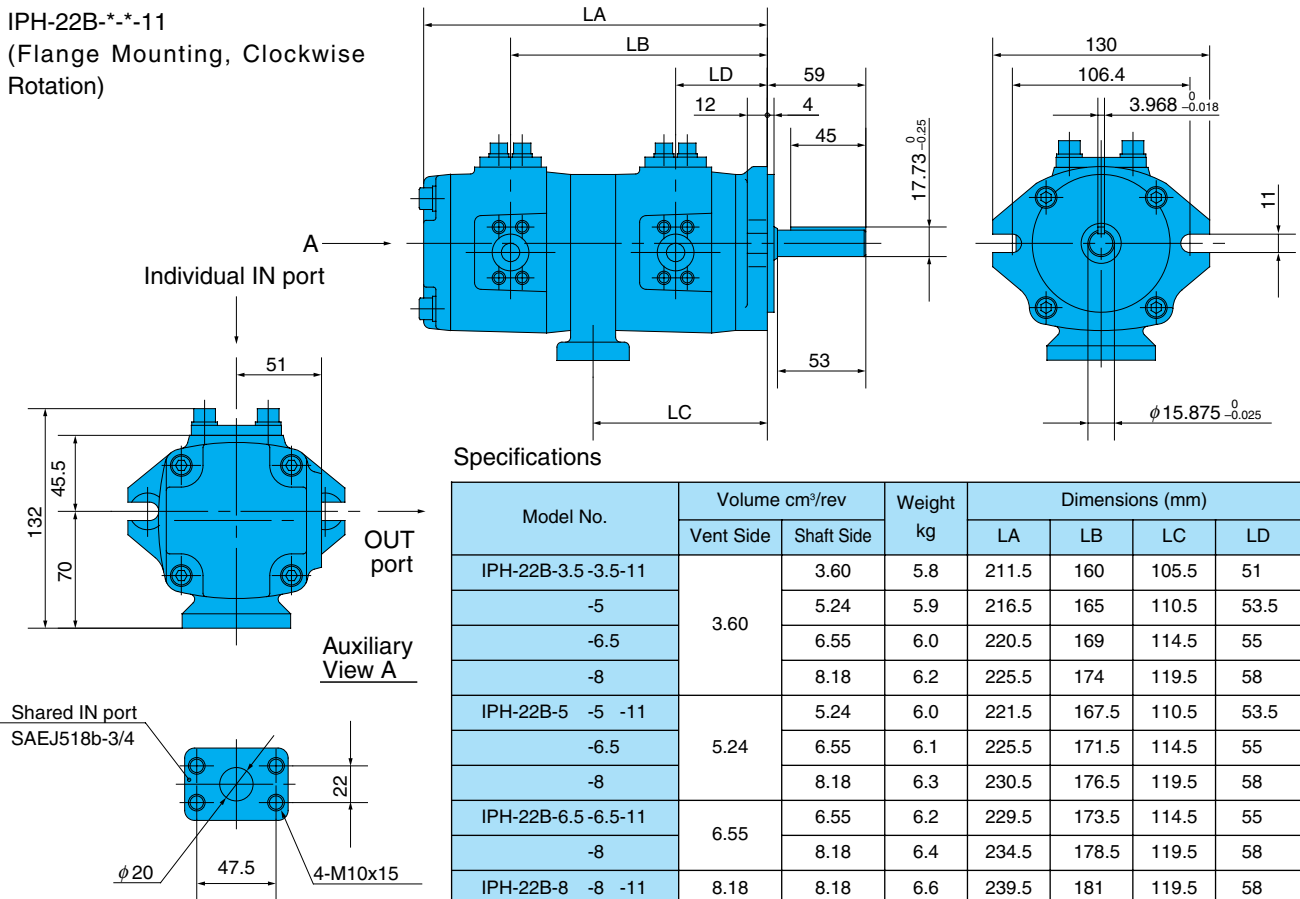 IPH-22B-*-*-11
(Flange Mounting, Clockwise
Rotation)
LA
LB
LD
59
12
4
45
17.73 0 -0.25
130
106.4
3.968 0 -0.018
11
A
Individual IN port
51
53
LC
φ15.875 0 -0.025
132
45.5
70
OUT
port
Auxiliary
View A
Shared IN port
SAEJ518b-3/4
22
φ20
47.5
4-M10x15
Specifications
Model No. Volume cm³/rev Weight kg Dimensions (mm)
Vent Side Shaft Side LA LB LC LD
IPH-22B-3.5 -3.5-11 3.60 3.60 5.8 211.5 160 105.5 51
-5 5.24 5.9 216.5 165 110.5 53.5
-6.5 6.55 6.0 220.5 169 114.5 55
-8 8.18 6.2 225.5 174 119.5 58
IPH-22B-5 -5 -11 5.24 5.24 6.0 221.5 167.5 110.5 53.5
-6.5 6.55 6.1 225.5 171.5 114.5 55
-8 8.18 6.3 230.5 176.5 119.5 58
IPH-22B-6.5 -6.5-11 6.55 6.55 6.2 229.5 173.5 114.5 55
-8 8.18 6.4 234.5 178.5 119.5 58
IPH-22B-8 -8 -11 8.18 8.18 6.6 239.5 181 119.5 58